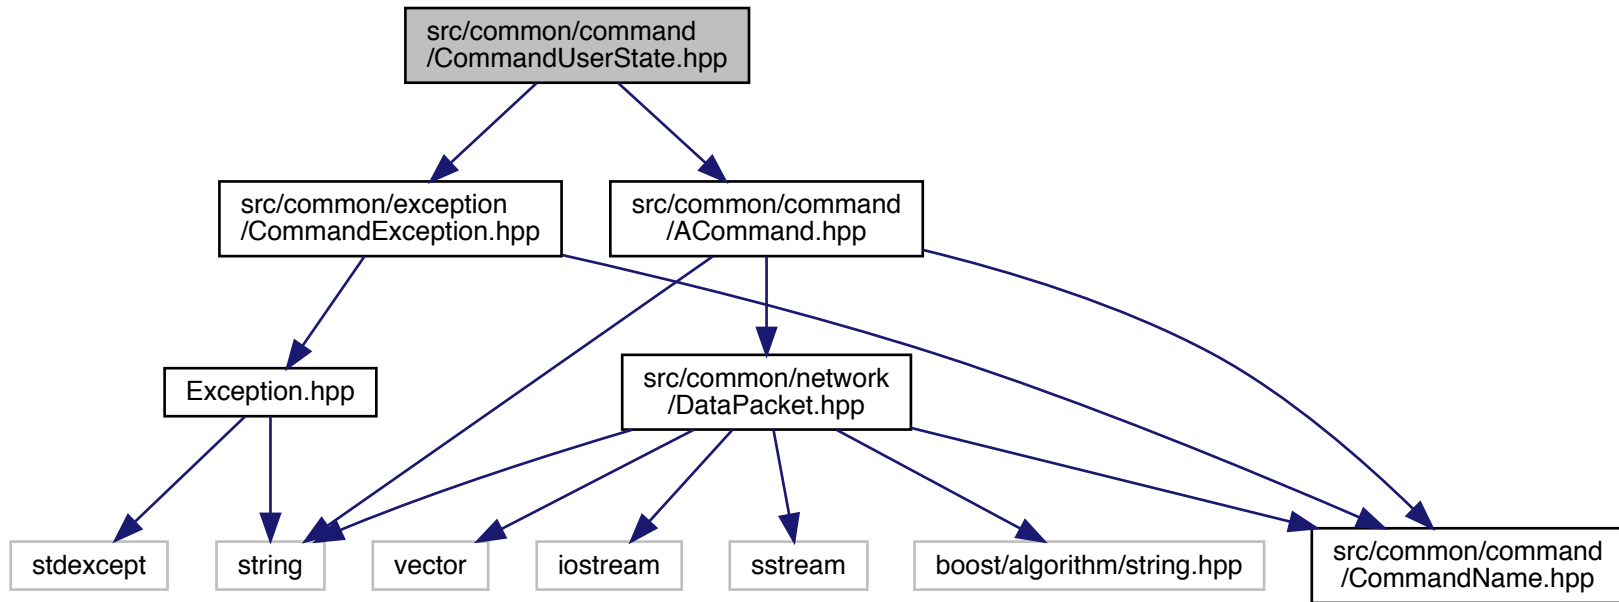 src/common/command
/CommandUserState.hpp
src/common/exception
/CommandException.hpp
src/common/command
/ACommand.hpp
Exception.hpp
src/common/network
/DataPacket.hpp
stdexcept
string
vector
iostream
sstream
boost/algorithm/string.hpp
src/common/command
/CommandName.hpp